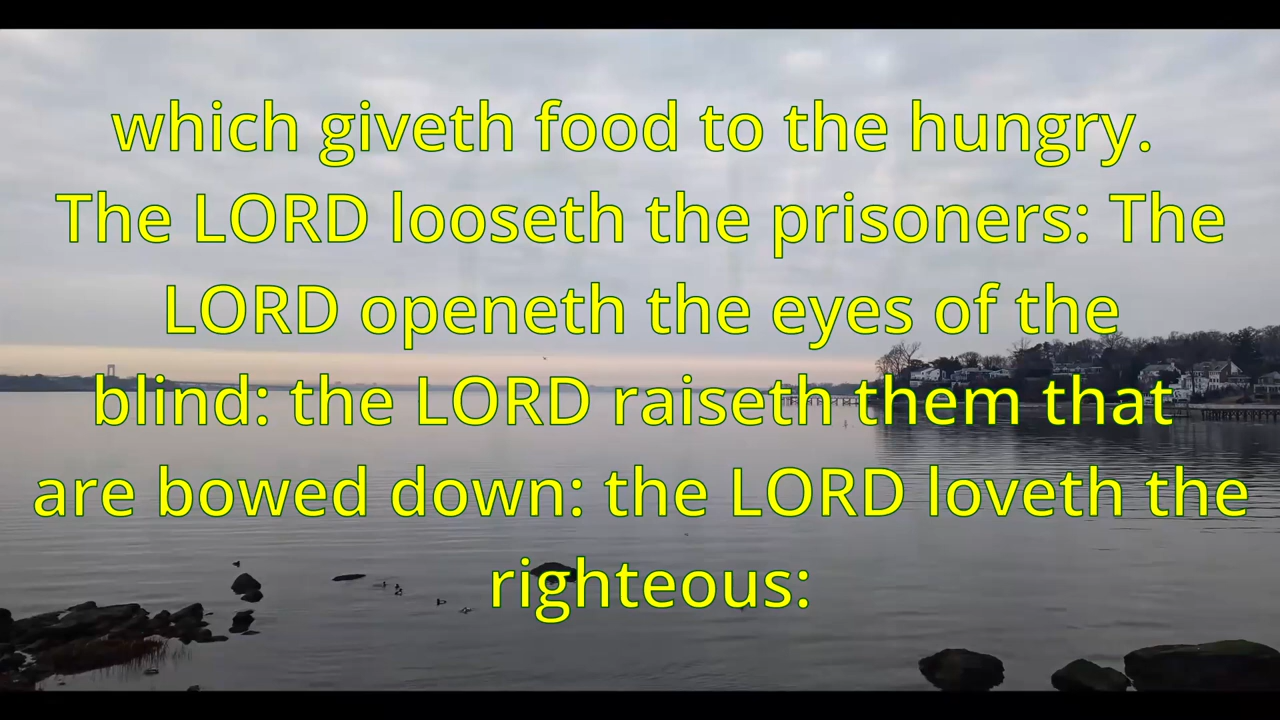 which giveth food to the hungry.
The LORD looseth the prisoners: The
LORD openeth the eyes of the
blind: the LORD raiseth them that
are bowed down: the LORD loveth the
righteous: